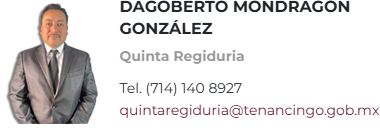 DAGOBERTO MONDRAGÓN
GONZÁLEZ
Quinta Regiduria
Tel. (714) 140 8927
quintaregiduria@tenancingo.gob.mx